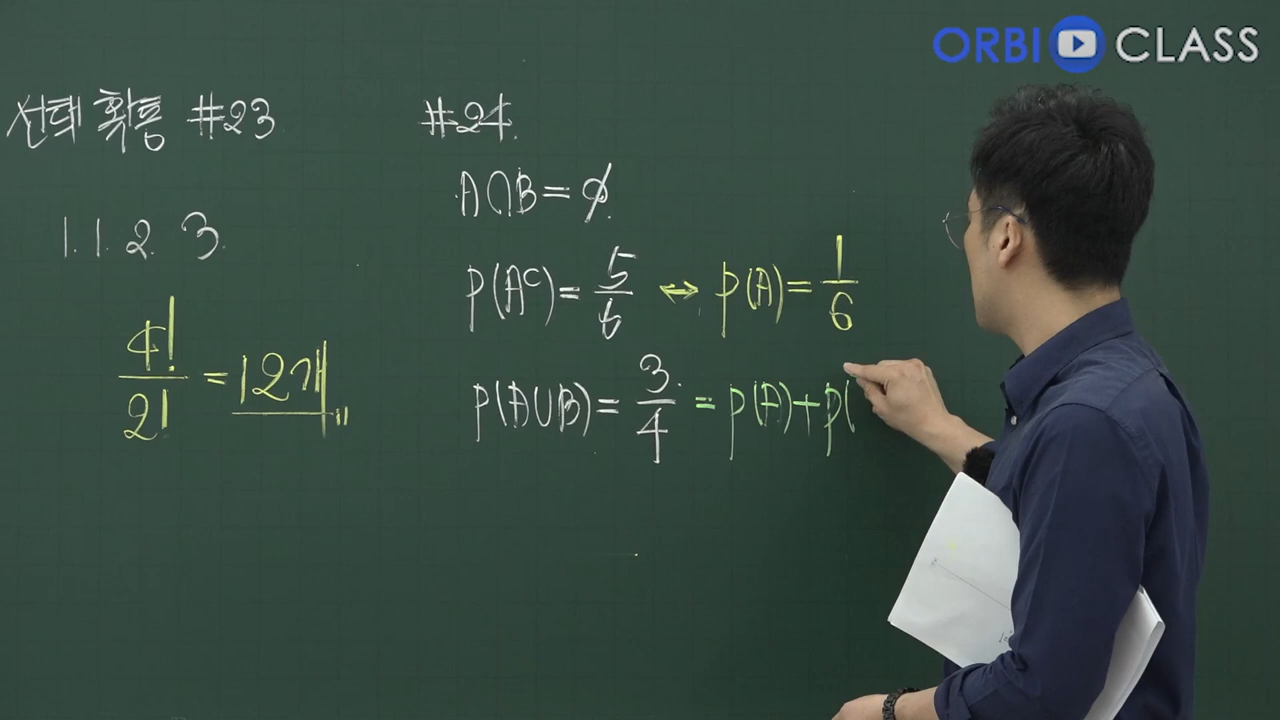 ORBI CLASS
선택 확통 #23
1. 1. 2. 3.
4!/2! = 12개"
#24.
A∩B = ∅.
P(Aᶜ) = 5/6 ↔ P(A) = 1/6
P(A∪B) = 3/4 = P(A) + P(